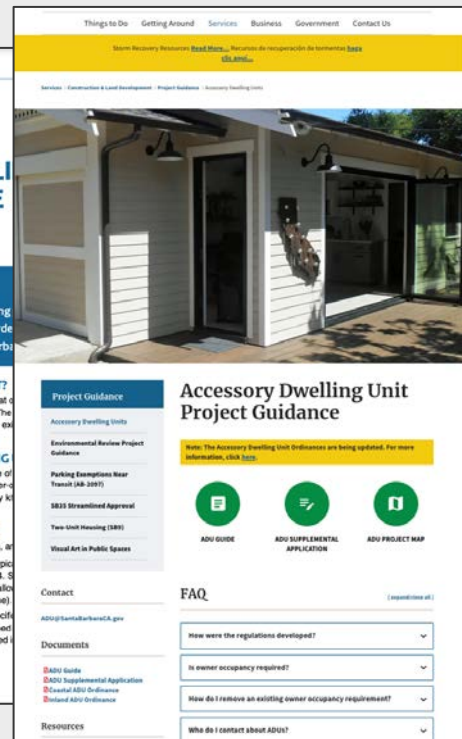 Things to Do Getting Around Services Business Government Contact Us
Storm Recovery Resources Read More... Recursos de recuperación de tormentas haga
clic aquí...
Services › Construction & Land Development › Project Guidance › Accessory Dwelling Units
Project Guidance
Accessory Dwelling Units
Environmental Review Project
Guidance
Parking Exemptions Near
Transit (AB-2097)
SB35 Streamlined Approval
Two-Unit Housing (SB9)
Visual Art in Public Spaces
Contact
ADU@SantaBarbaraCA.gov
Documents
ADU Guide
ADU Supplemental Application
Coastal ADU Ordinance
Inland ADU Ordinance
Resources
Accessory Dwelling Unit
Project Guidance
Note: The Accessory Dwelling Unit Ordinances are being updated. For more
information, click here.
ADU GUIDE
ADU SUPPLEMENTAL
APPLICATION
ADU PROJECT MAP
FAQ
[ expand/close all ]
How were the regulations developed?
Is owner occupancy required?
How do I remove an existing owner occupancy requirement?
Who do I contact about ADUs?